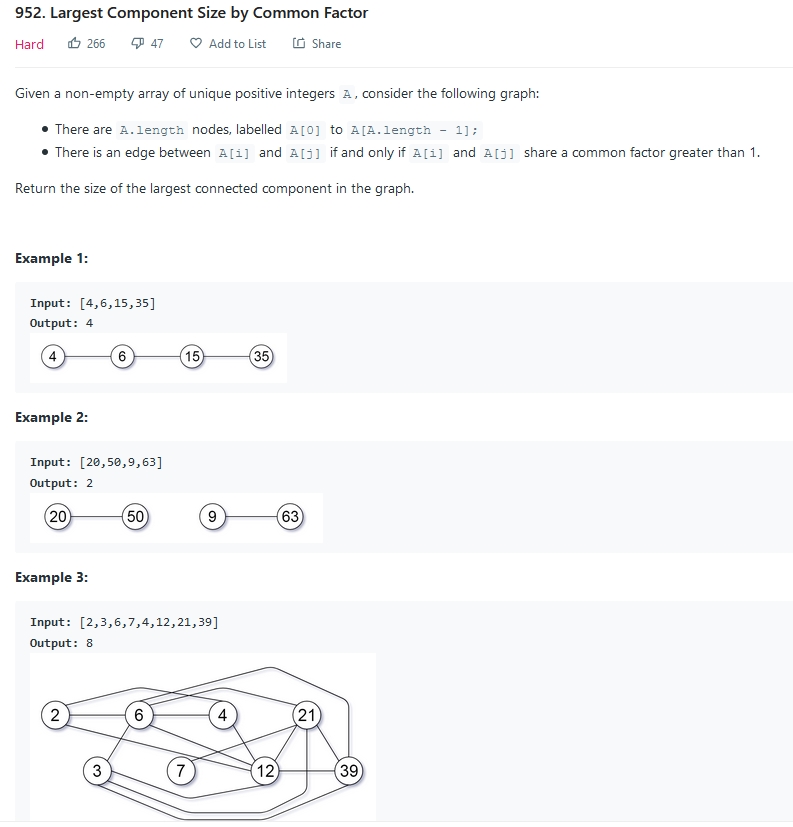 952. Largest Component Size by Common Factor
Hard 266 47 Add to List Share
Given a non-empty array of unique positive integers A, consider the following graph:
• There are A.length nodes, labelled A[0] to A[A.length - 1];
• There is an edge between A[i] and A[j] if and only if A[i] and A[j] share a common factor greater than 1.
Return the size of the largest connected component in the graph.
Example 1:
Input: [4,6,15,35]
Output: 4
4 6 15 35
Example 2:
Input: [20,50,9,63]
Output: 2
20 50 9 63
Example 3:
Input: [2,3,6,7,4,12,21,39]
Output: 8
2 6 4 21
3 7 12 39